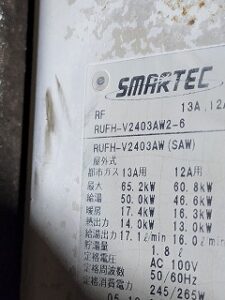 SMARTEC
RF 13A.12A
RUFH-V2403AW2-6
RUFH-V2403AW (SAW)
屋外式
都市ガス 13A用 12A用
最大 65.2kW 60.8kW
給湯 50.0kW 46.6kW
暖房 17.4kW 16.3kW
熱出力 14.0kW 13.0kW
給湯出力 17.1ℓ/min 16.0ℓ/min
貯湯量 1.8ℓ
定格電圧 AC 100V
定格周波数 50/60Hz
定格消費電力 245/265W